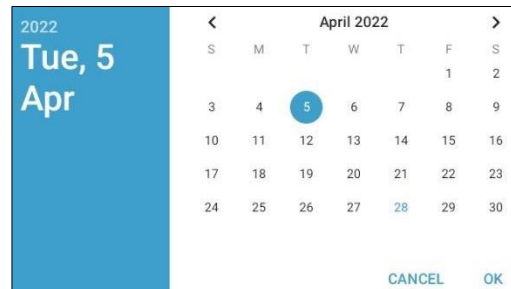 2022
Tue, 5
Apr
April 2022
S M T W T F S
1 2
3 4 5 6 7 8 9
10 11 12 13 14 15 16
17 18 19 20 21 22 23
24 25 26 27 28 29 30
CANCEL OK